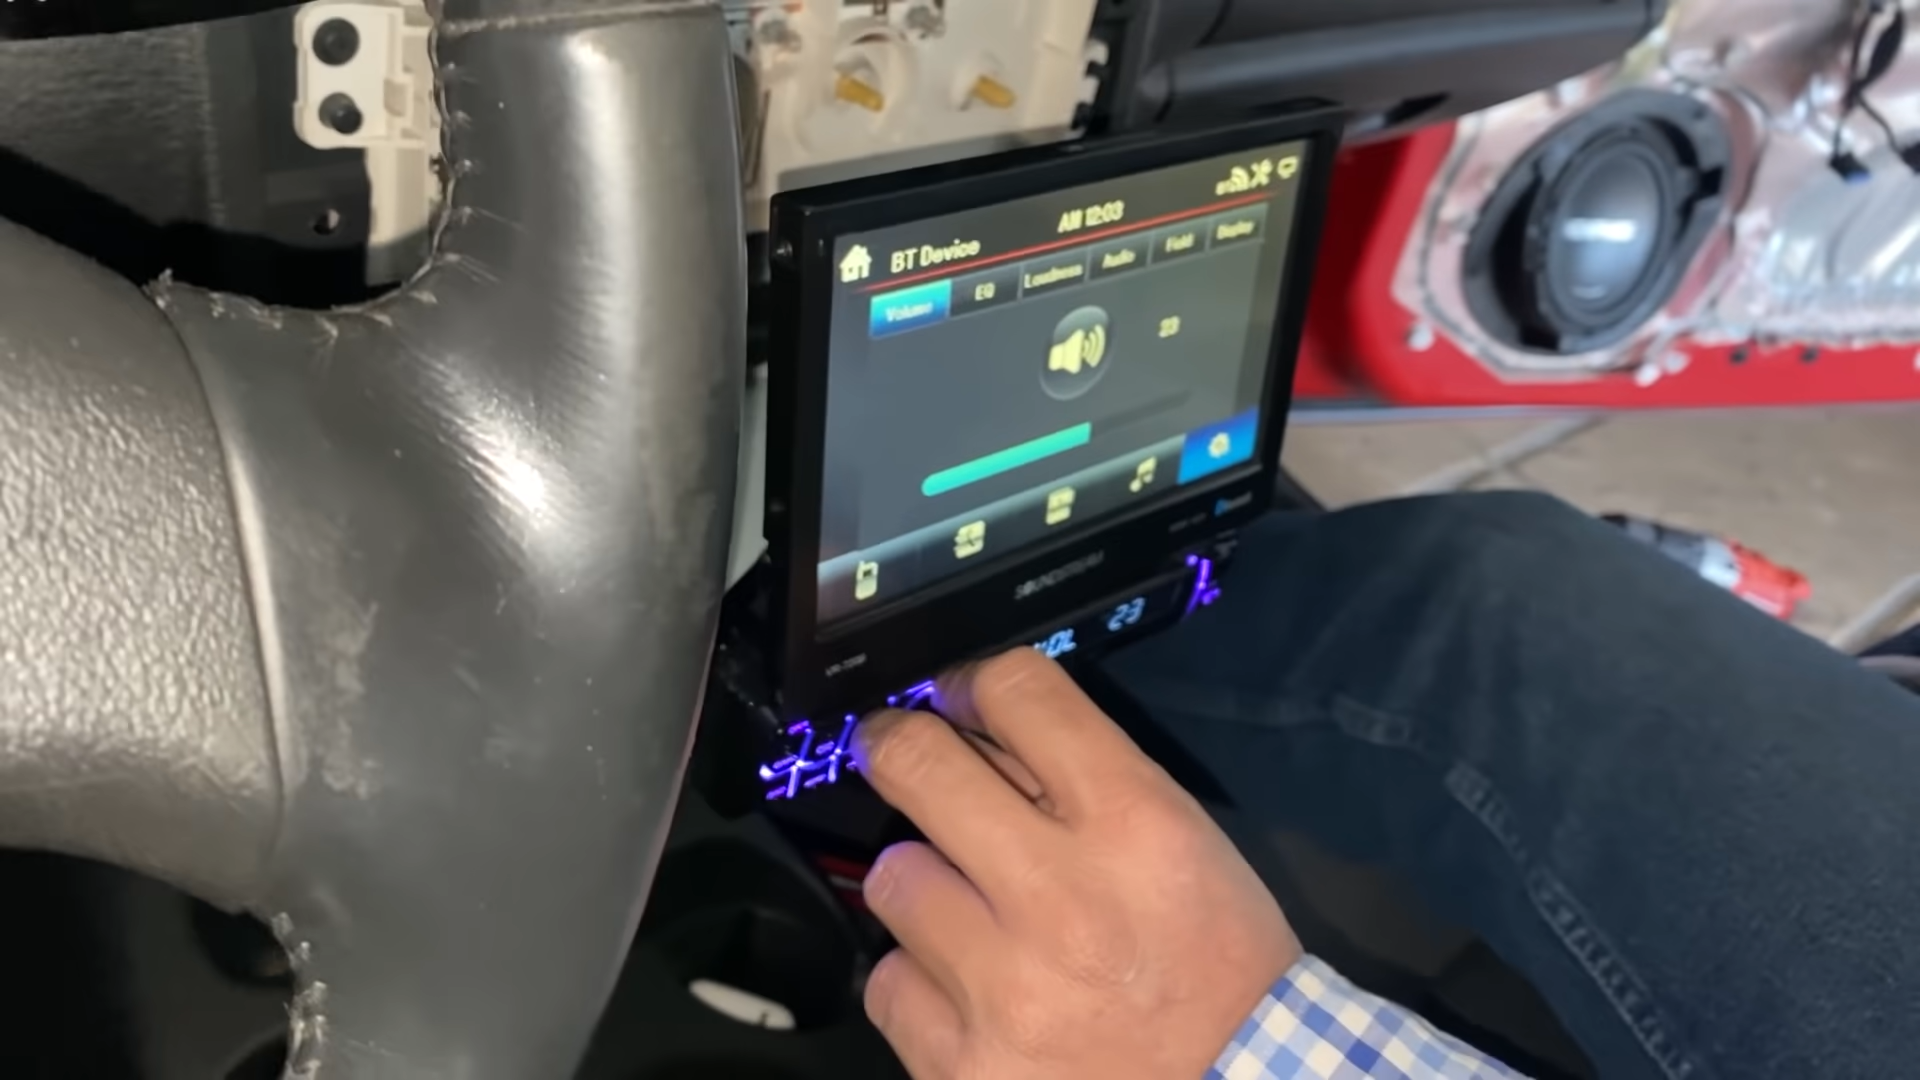 AM 12:03
BT Device
Volume EQ Loudness Audio Field Display
23
SOUNDSTREAM
VOL 23